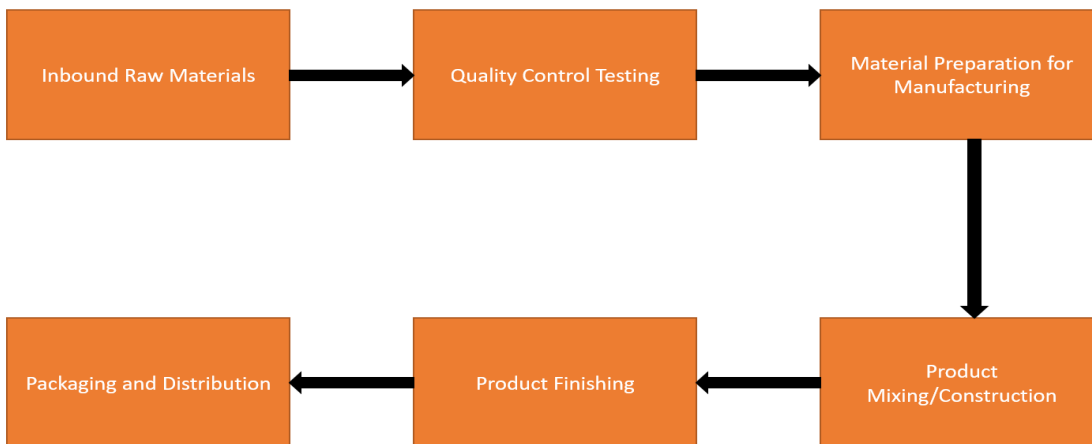 Inbound Raw Materials
Quality Control Testing
Material Preparation for
Manufacturing
Product
Mixing/Construction
Product Finishing
Packaging and Distribution